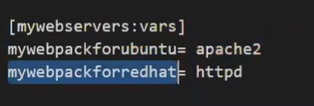 [mywebservers:vars]
mywebpackforubuntu= apache2
mywebpackforredhat= httpd